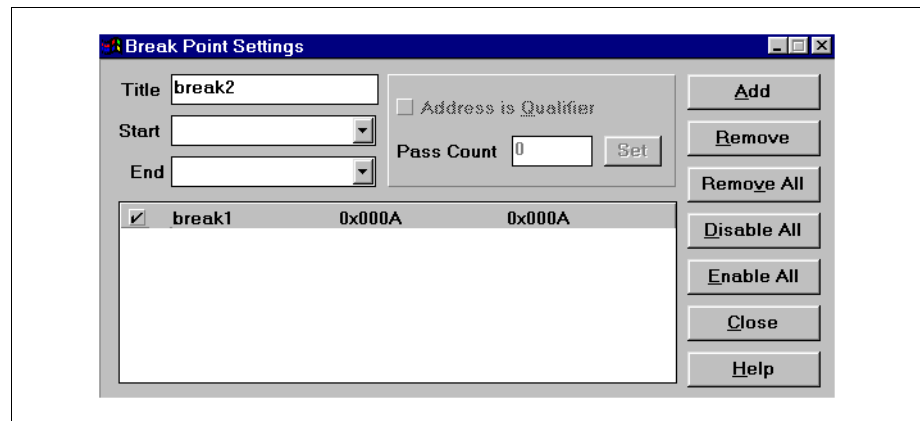 Break Point Settings
Title break2
Start
End
Address is Qualifier
Pass Count 0 Set
break1 0x000A 0x000A
Add
Remove
Remove All
Disable All
Enable All
Close
Help